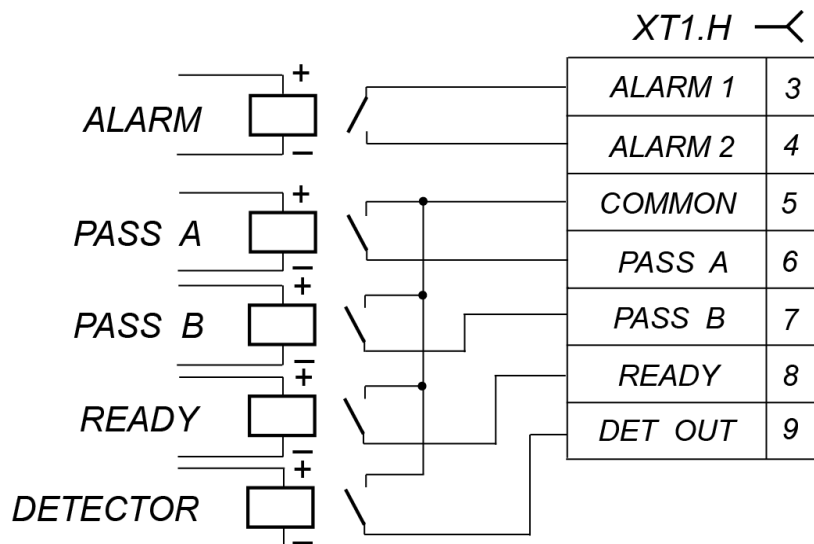 XT1.H
+
ALARM
−
ALARM 1 3
ALARM 2 4
+
PASS A
−
COMMON 5
PASS A 6
+
PASS B
−
PASS B 7
+
READY
−
READY 8
+
DETECTOR
−
DET OUT 9